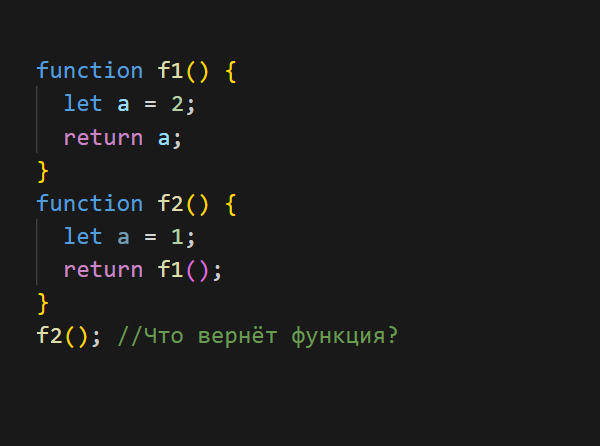 function f1() {
  let a = 2;
  return a;
}
function f2() {
  let a = 1;
  return f1();
}
f2(); //Что вернёт функция?